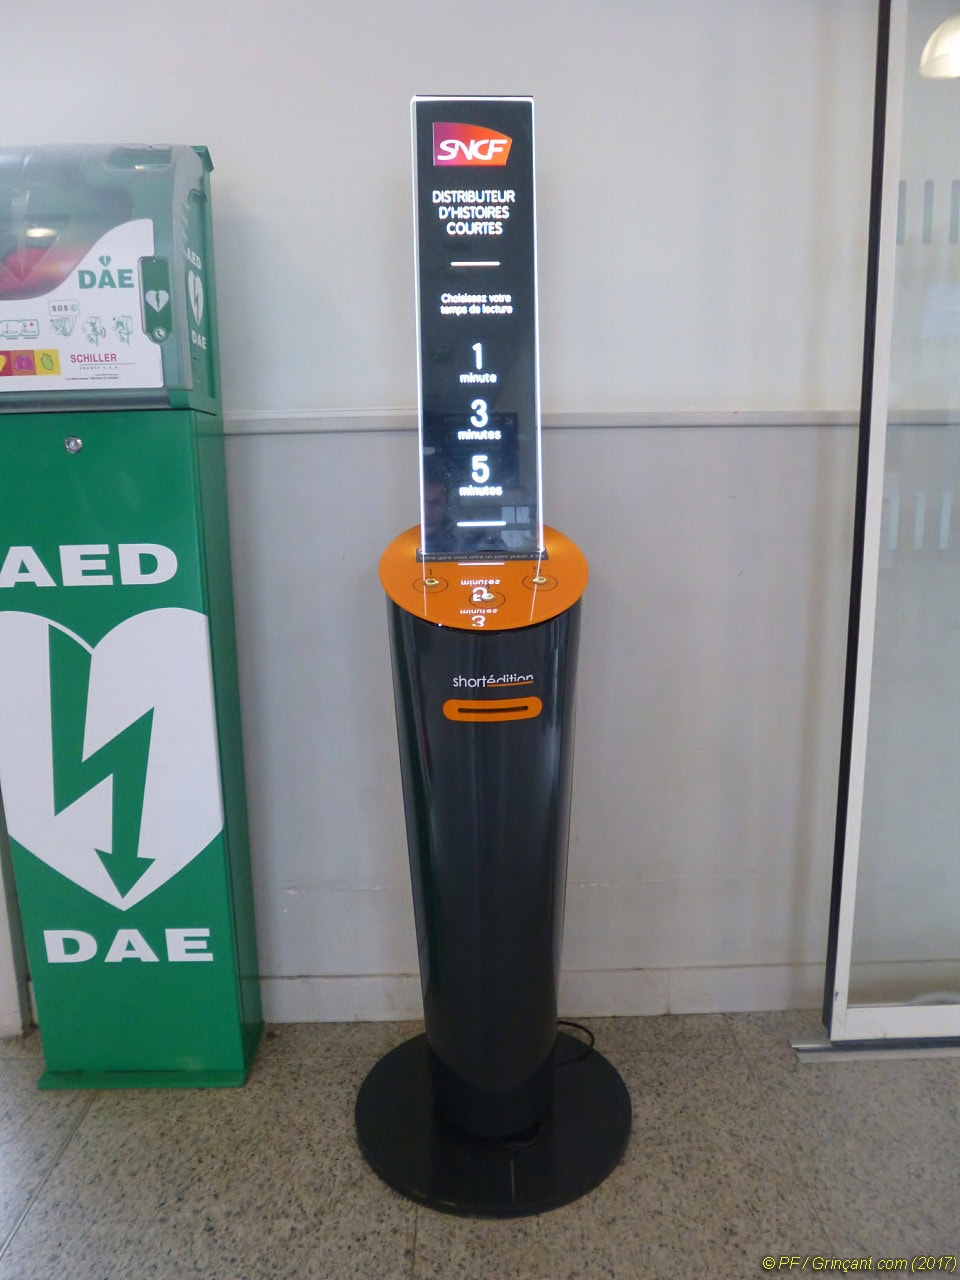 SNCF
DISTRIBUTEUR
D'HISTOIRES
COURTES
Choisissez votre
temps de lecture
1
minute
3
minutes
5
minutes
shortédition
DAE
SOS
SCHILLER
AED
DAE
AED
DAE
© PF / Grinçant.com (2017)